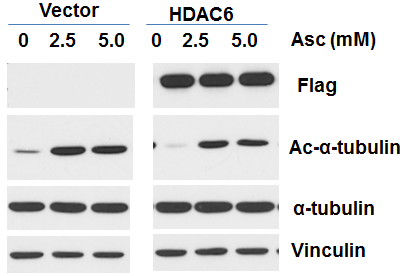 Vector HDAC6
0 2.5 5.0 0 2.5 5.0 Asc (mM)
Flag
Ac-α-tubulin
α-tubulin
Vinculin